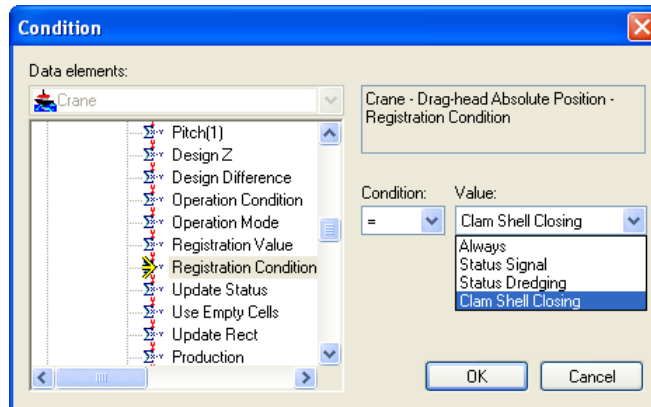 Condition
Data elements:
Crane
Pitch(1)
Design Z
Design Difference
Operation Condition
Operation Mode
Registration Value
Registration Condition
Update Status
Use Empty Cells
Update Rect
Production
Crane - Drag-head Absolute Position -
Registration Condition
Condition: Value:
= Clam Shell Closing
Always
Status Signal
Status Dredging
Clam Shell Closing
OK Cancel